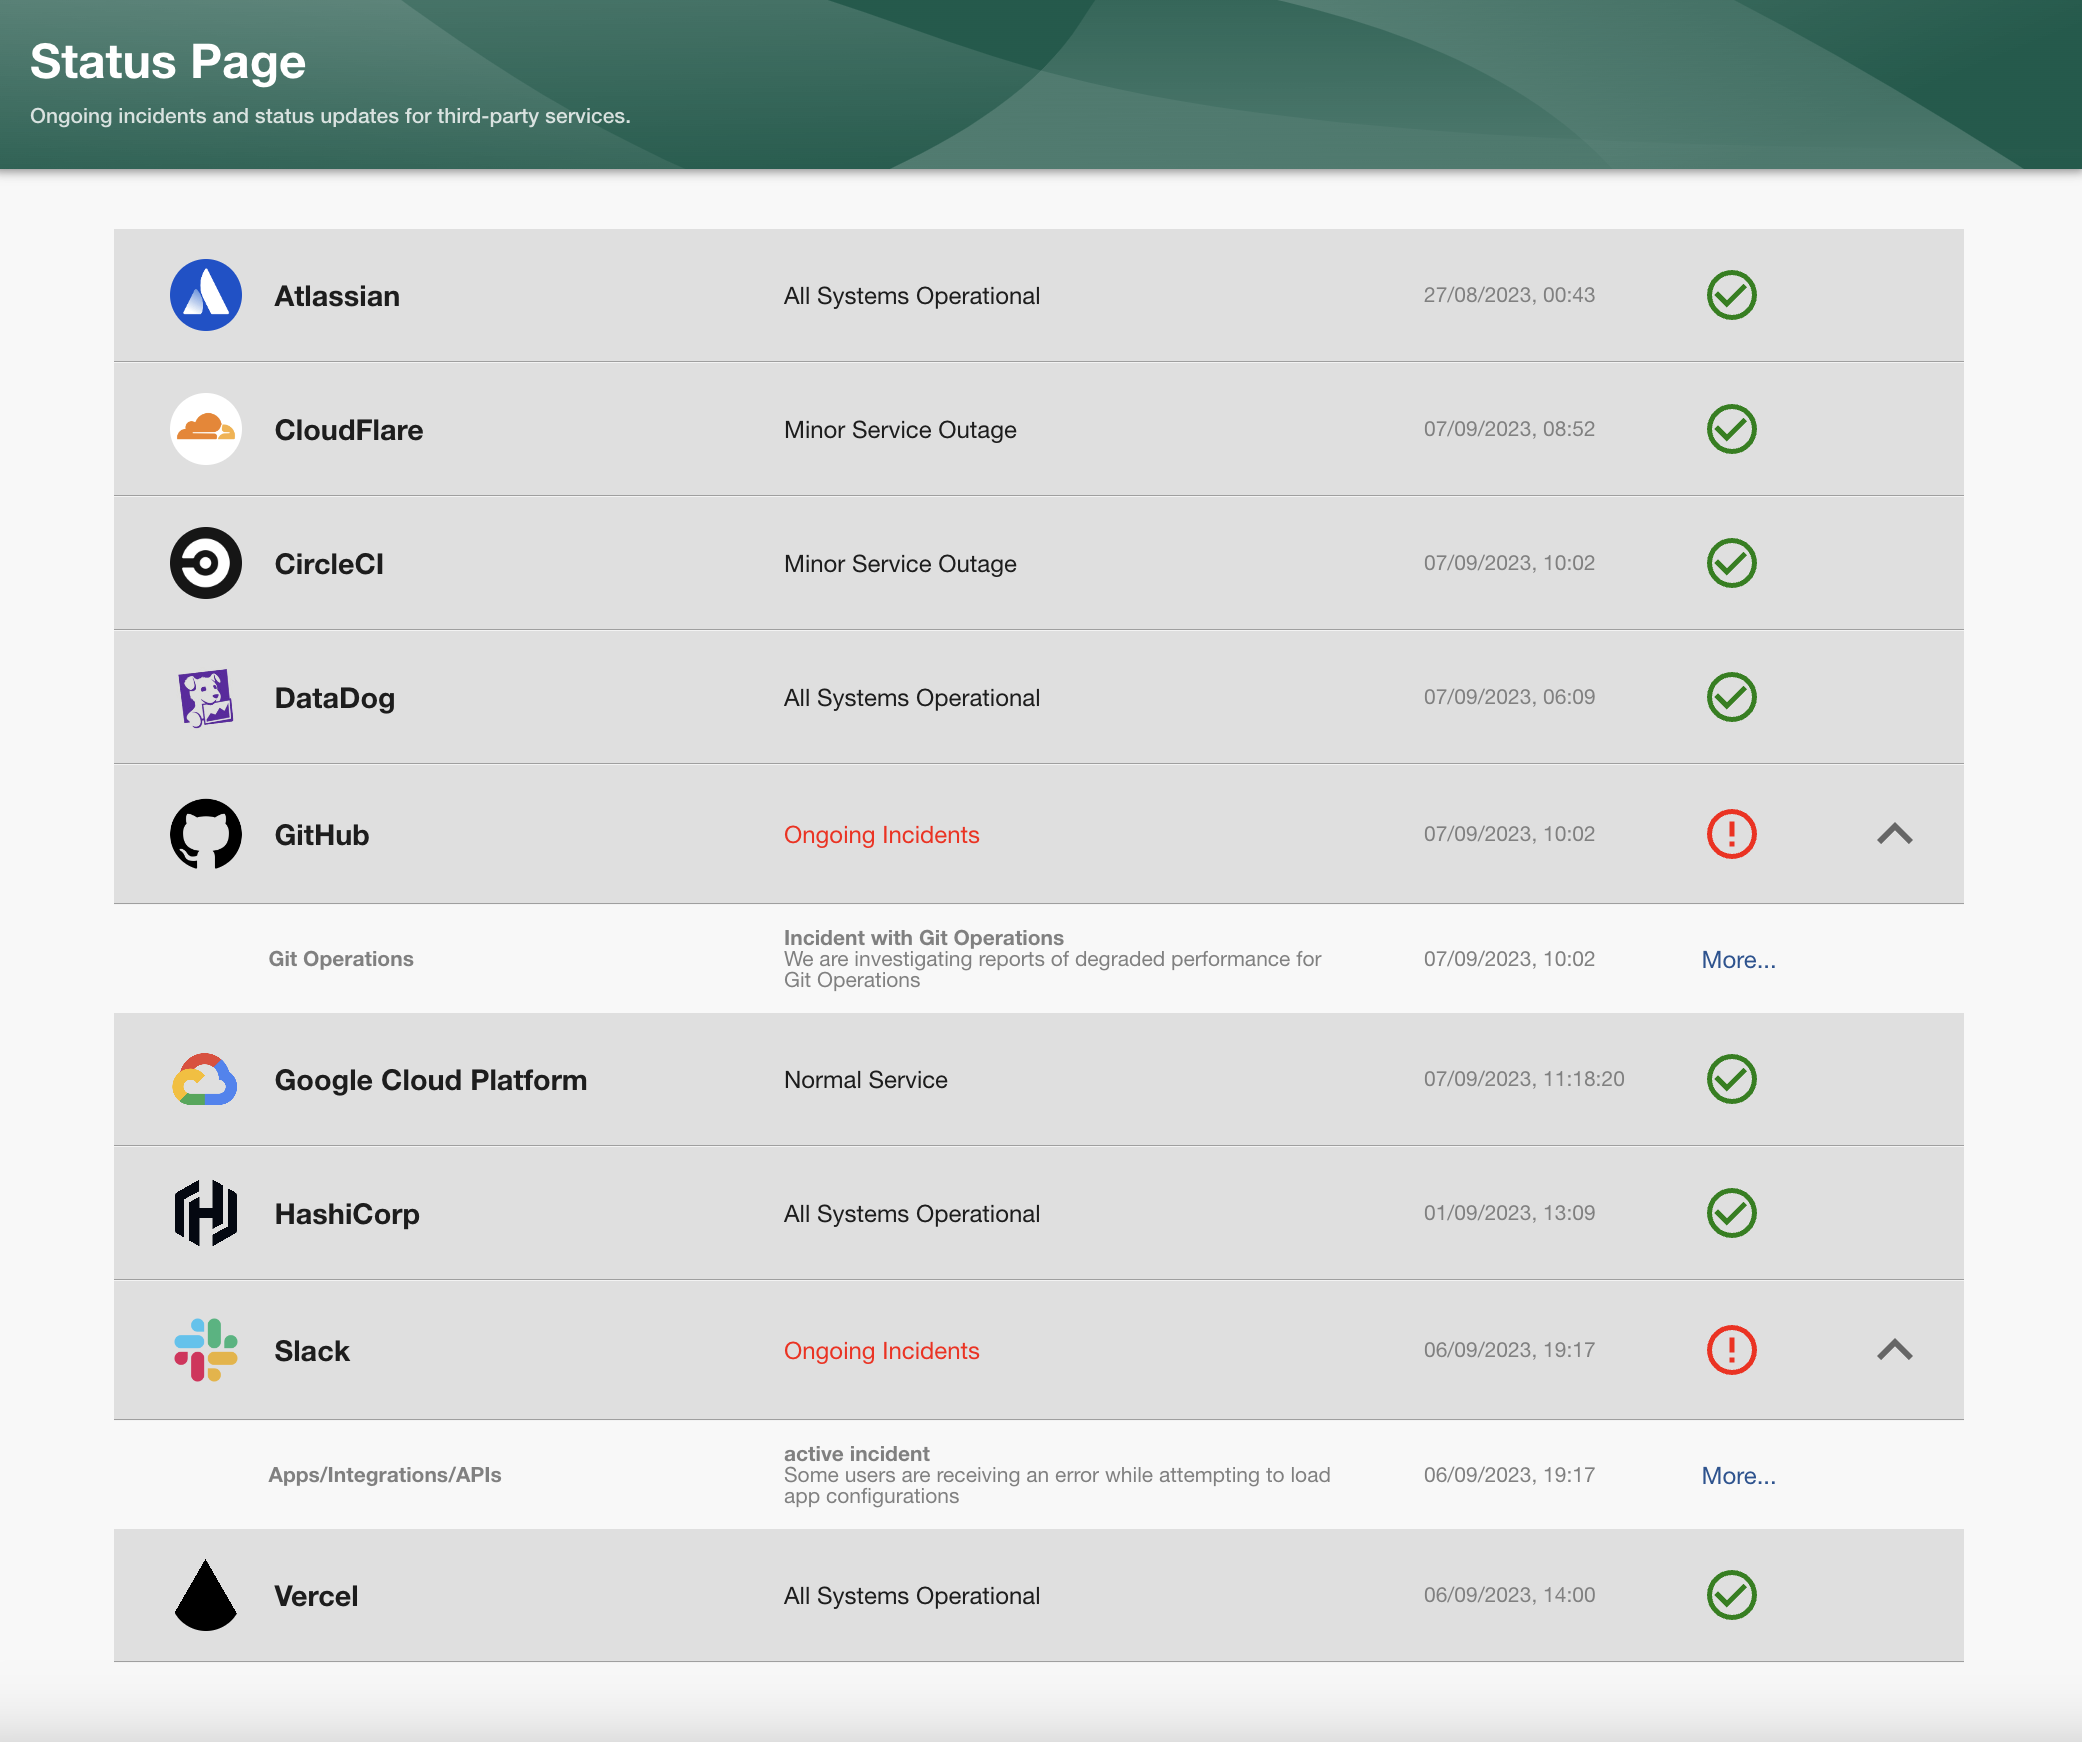 Status Page
Ongoing incidents and status updates for third-party services.
Atlassian
All Systems Operational
27/08/2023, 00:43
CloudFlare
Minor Service Outage
07/09/2023, 08:52
CircleCI
Minor Service Outage
07/09/2023, 10:02
DataDog
All Systems Operational
07/09/2023, 06:09
GitHub
Ongoing Incidents
07/09/2023, 10:02
Git Operations
Incident with Git Operations
We are investigating reports of degraded performance for
Git Operations
07/09/2023, 10:02
More...
Google Cloud Platform
Normal Service
07/09/2023, 11:18:20
HashiCorp
All Systems Operational
01/09/2023, 13:09
Slack
Ongoing Incidents
06/09/2023, 19:17
Apps/Integrations/APIs
active incident
Some users are receiving an error while attempting to load
app configurations
06/09/2023, 19:17
More...
Vercel
All Systems Operational
06/09/2023, 14:00